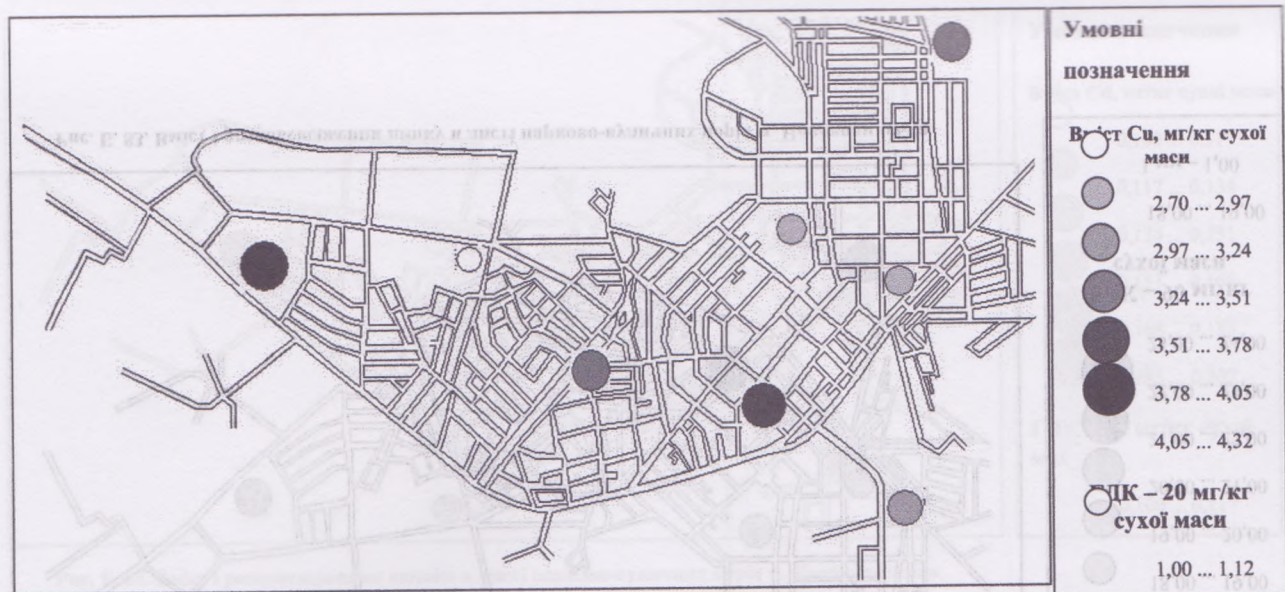 Умовні
позначення
Вміст Cu, мг/кг сухої
маси
2,70 ... 2,97
2,97 ... 3,24
3,24 ... 3,51
3,51 ... 3,78
3,78 ... 4,05
4,05 ... 4,32
ГДК – 20 мг/кг
сухої маси
1,00 ... 1,12